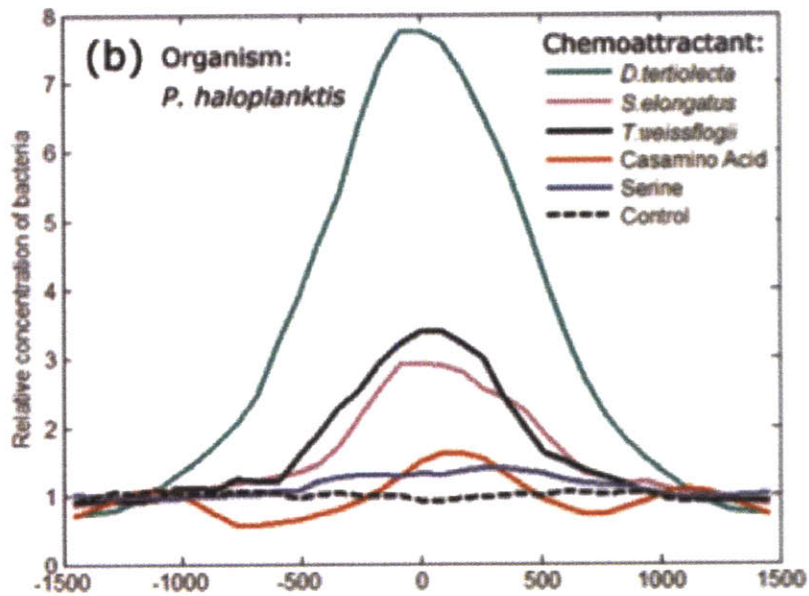 (b) Organism:
P. haloplanktis
Chemoattractant:
D.tertiolecta
S.elongatus
T.weissflogii
Casamino Acid
Serine
Control
Relative concentration of bacteria
8
7
6
5
4
3
2
1
0
-1500 -1000 -500 0 500 1000 1500